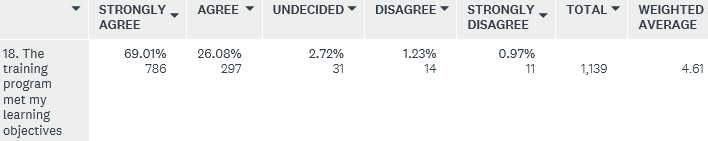 STRONGLY AGREE UNDECIDED DISAGREE STRONGLY TOTAL WEIGHTED
AGREE DISAGREE AVERAGE
18. The 69.01% 26.08% 2.72% 1.23% 0.97%
training 786 297 31 14 11 1,139 4.61
program
met my
learning
objectives